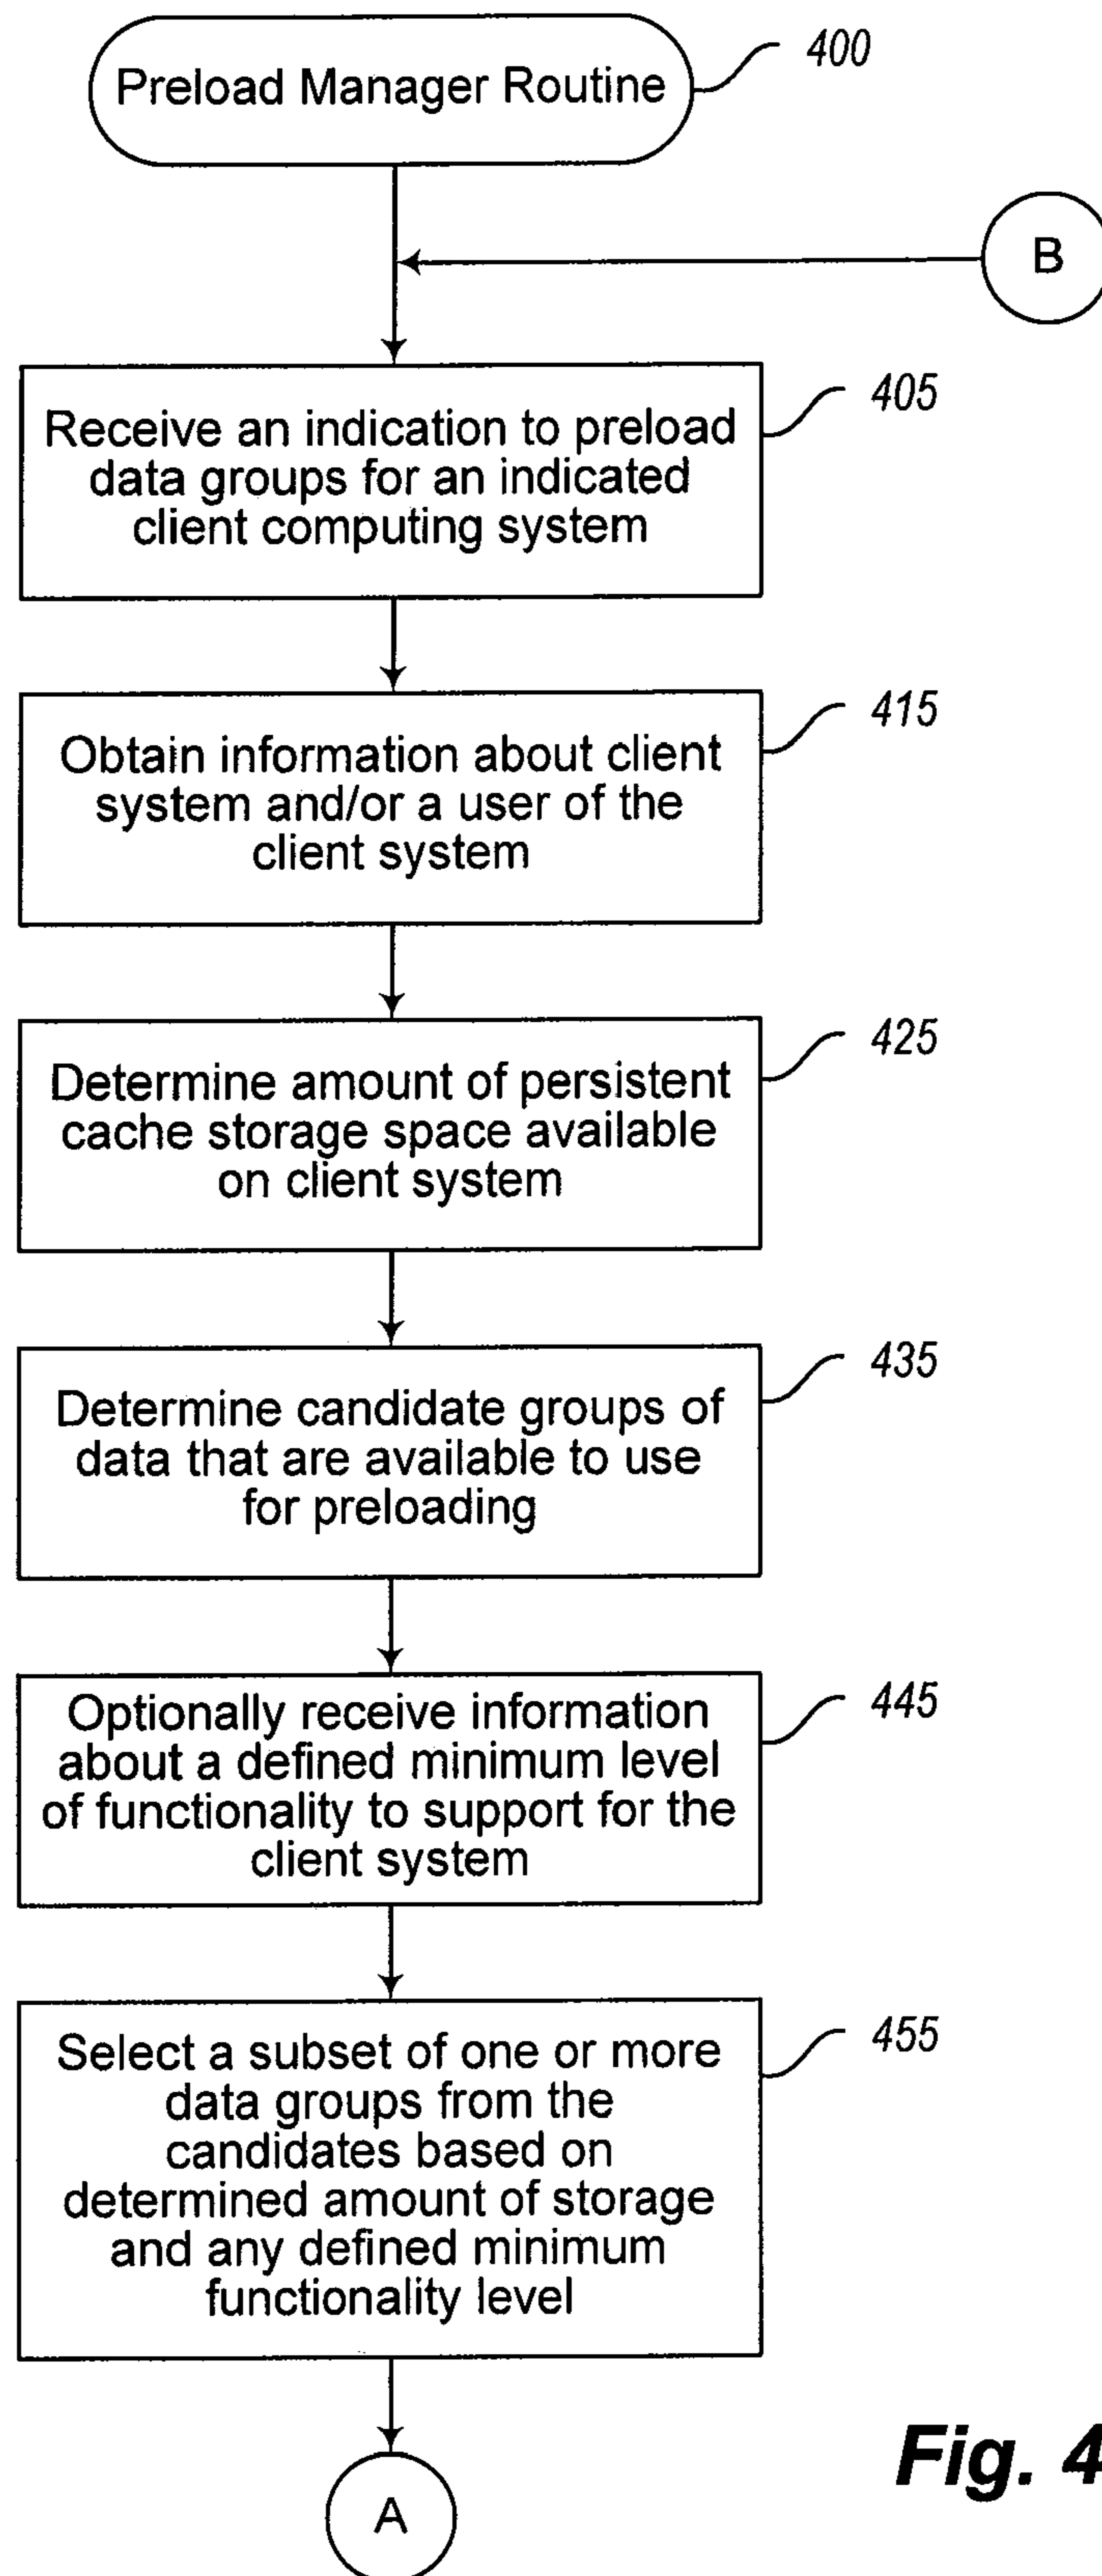 Preload Manager Routine
400
B
405
Receive an indication to preload
data groups for an indicated
client computing system
415
Obtain information about client
system and/or a user of the
client system
425
Determine amount of persistent
cache storage space available
on client system
435
Determine candidate groups of
data that are available to use
for preloading
445
Optionally receive information
about a defined minimum level
of functionality to support for the
client system
455
Select a subset of one or more
data groups from the
candidates based on
determined amount of storage
and any defined minimum
functionality level
A
Fig. 4